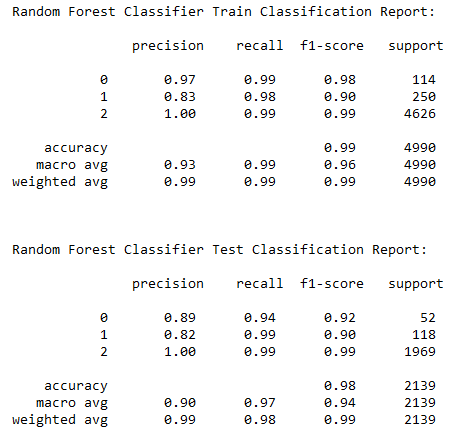 Random Forest Classifier Train Classification Report:
precision recall f1-score support
0 0.97 0.99 0.98 114
1 0.83 0.98 0.90 250
2 1.00 0.99 0.99 4626
accuracy 0.99 4990
macro avg 0.93 0.99 0.96 4990
weighted avg 0.99 0.99 0.99 4990
Random Forest Classifier Test Classification Report:
precision recall f1-score support
0 0.89 0.94 0.92 52
1 0.82 0.99 0.90 118
2 1.00 0.99 0.99 1969
accuracy 0.98 2139
macro avg 0.90 0.97 0.94 2139
weighted avg 0.99 0.98 0.99 2139